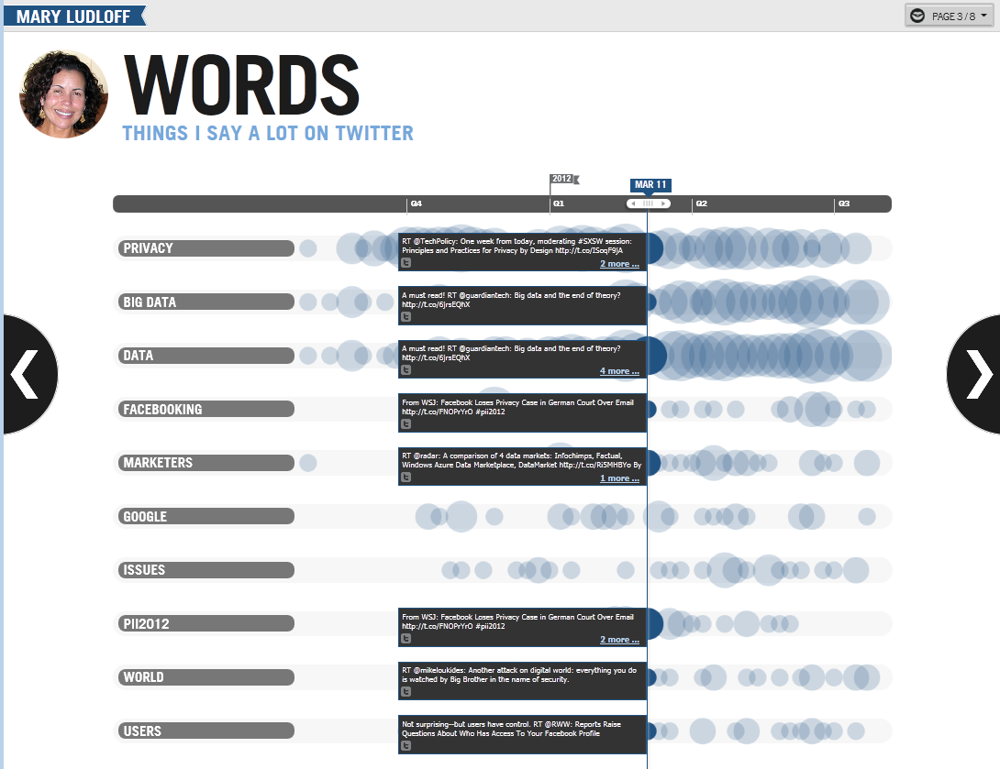 MARY LUDLOFF
PAGE 3 / 8
WORDS
THINGS I SAY A LOT ON TWITTER
2012
MAR 11
Q4
Q1
Q2
Q3
PRIVACY
RT @TechPolicy: One week from today, moderating #SXSW session:
Principles and Practices for Privacy by Design http://t.co/ISoqF9JA
2 more ...
BIG DATA
A must read! RT @guardiantech: Big data and the end of theory?
http://t.co/6jrsEQhX
DATA
A must read! RT @guardiantech: Big data and the end of theory?
http://t.co/6jrsEQhX
4 more ...
FACEBOOKING
From WSJ: Facebook Loses Privacy Case in German Court Over Email
http://t.co/FNOPrYrO #pii2012
MARKETERS
RT @radar: A comparison of 4 data markets: Infochimps, Factual,
Windows Azure Data Marketplace, DataMarket http://t.co/Ri5MHBYo By
1 more ...
GOOGLE
ISSUES
PII2012
From WSJ: Facebook Loses Privacy Case in German Court Over Email
http://t.co/FNOPrYrO #pii2012
2 more ...
WORLD
RT @mikeloukides: Another attack on digital world: everything you do
is watched by Big Brother in the name of security.
USERS
Not surprising--but users have control. RT @RWW: Reports Raise
Questions About Who Has Access To Your Facebook Profile